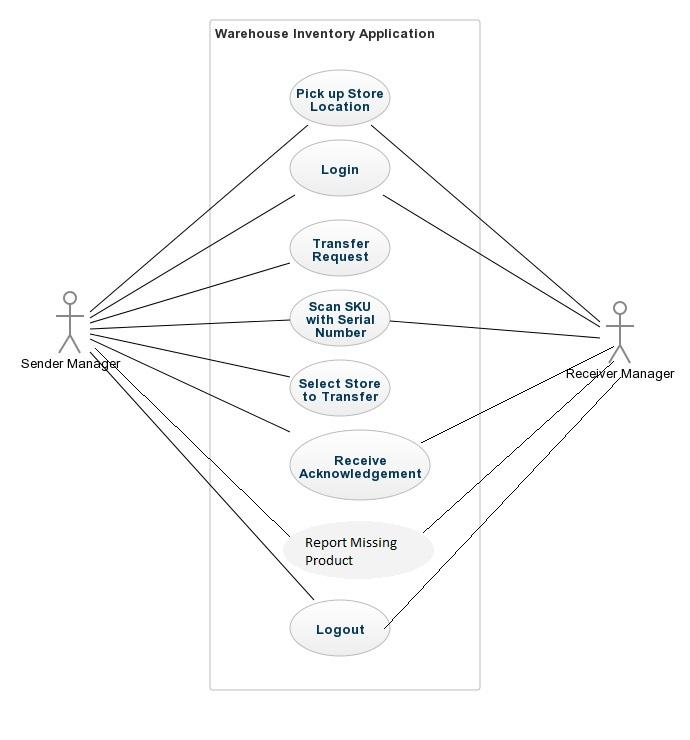 Warehouse Inventory Application
Pick up Store
Location
Login
Transfer
Request
Scan SKU
with Serial
Number
Sender Manager
Receiver Manager
Select Store
to Transfer
Receive
Acknowledgement
Report Missing
Product
Logout